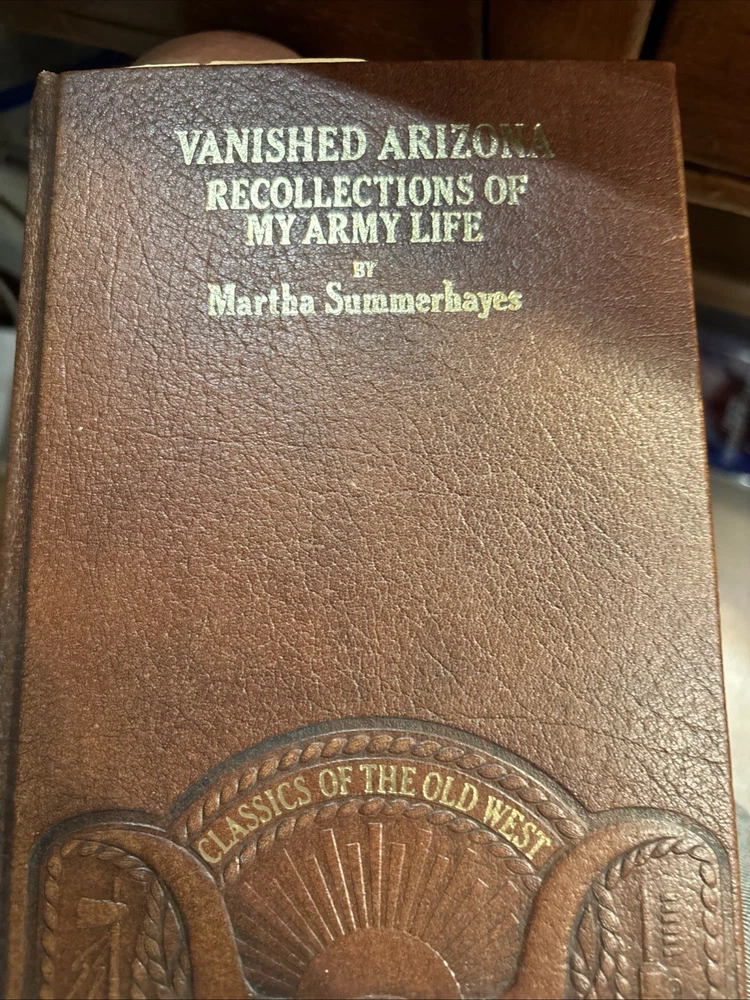 VANISHED ARIZONA
RECOLLECTIONS OF
MY ARMY LIFE
BY
Martha Summerhayes
CLASSICS OF THE OLD WEST